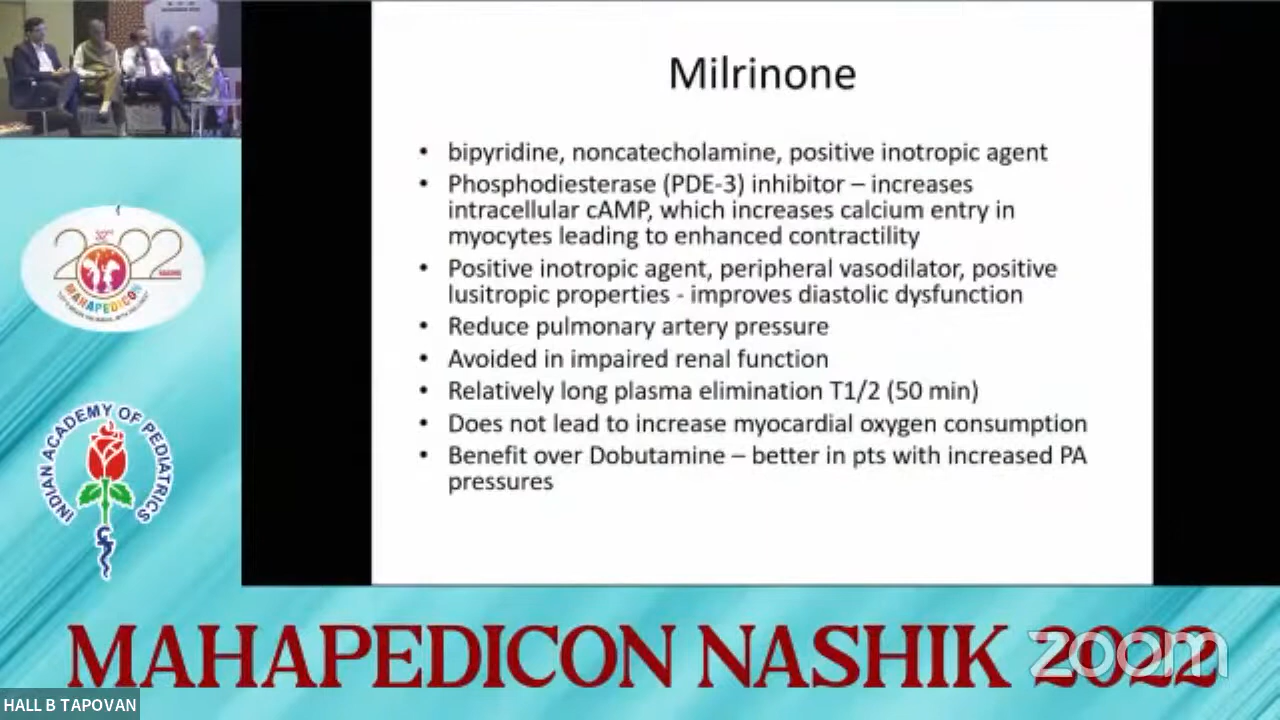 Milrinone
• bipyridine, noncatecholamine, positive inotropic agent
• Phosphodiesterase (PDE-3) inhibitor – increases
intracellular cAMP, which increases calcium entry in
myocytes leading to enhanced contractility
• Positive inotropic agent, peripheral vasodilator, positive
lusitropic properties - improves diastolic dysfunction
• Reduce pulmonary artery pressure
• Avoided in impaired renal function
• Relatively long plasma elimination T1/2 (50 min)
• Does not lead to increase myocardial oxygen consumption
• Benefit over Dobutamine – better in pts with increased PA
pressures
2022
32nd
MAHAPEDICON
INDIAN ACADEMY OF PEDIATRICS
MAHAPEDICON NASHIK 2022
zoom
HALL B TAPOVAN